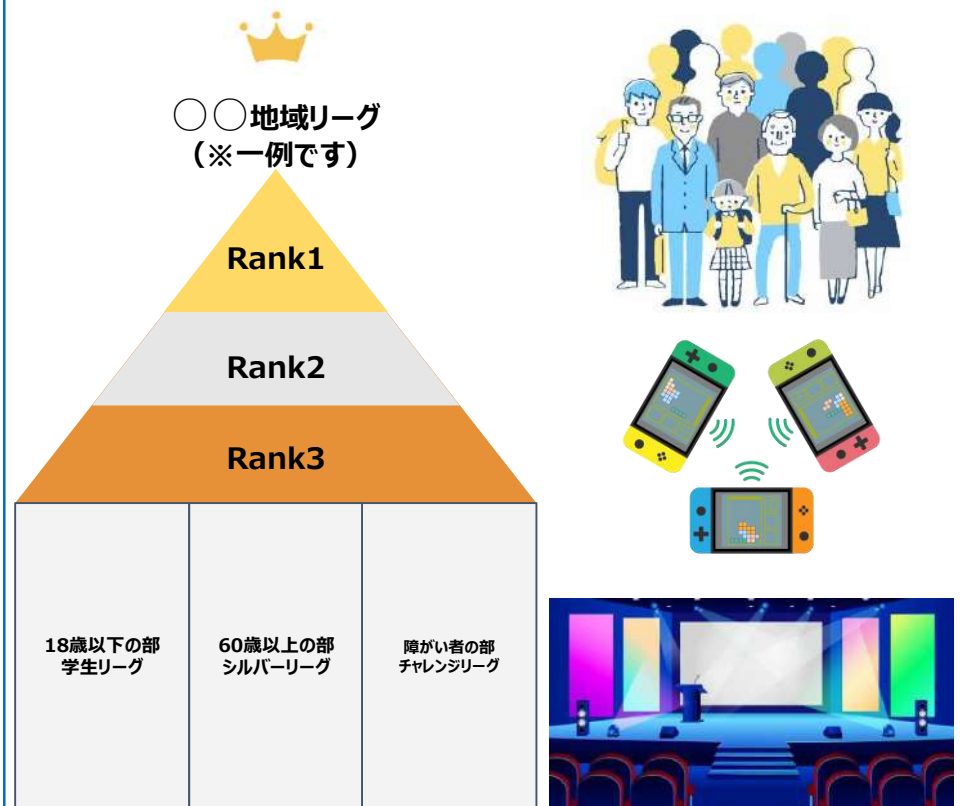 ○○地域リーグ
（※一例です）
Rank1
Rank2
Rank3
18歳以下の部
学生リーグ
60歳以上の部
シルバーリーグ
障がい者の部
チャレンジリーグ